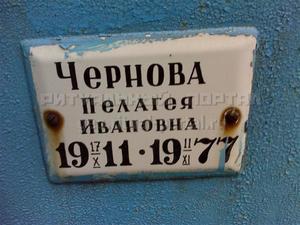 ЧЕРНОВА
ПЕЛАГЕЯ
ИВАНОВНА
19 17/X 11 · 19 11/XI 77